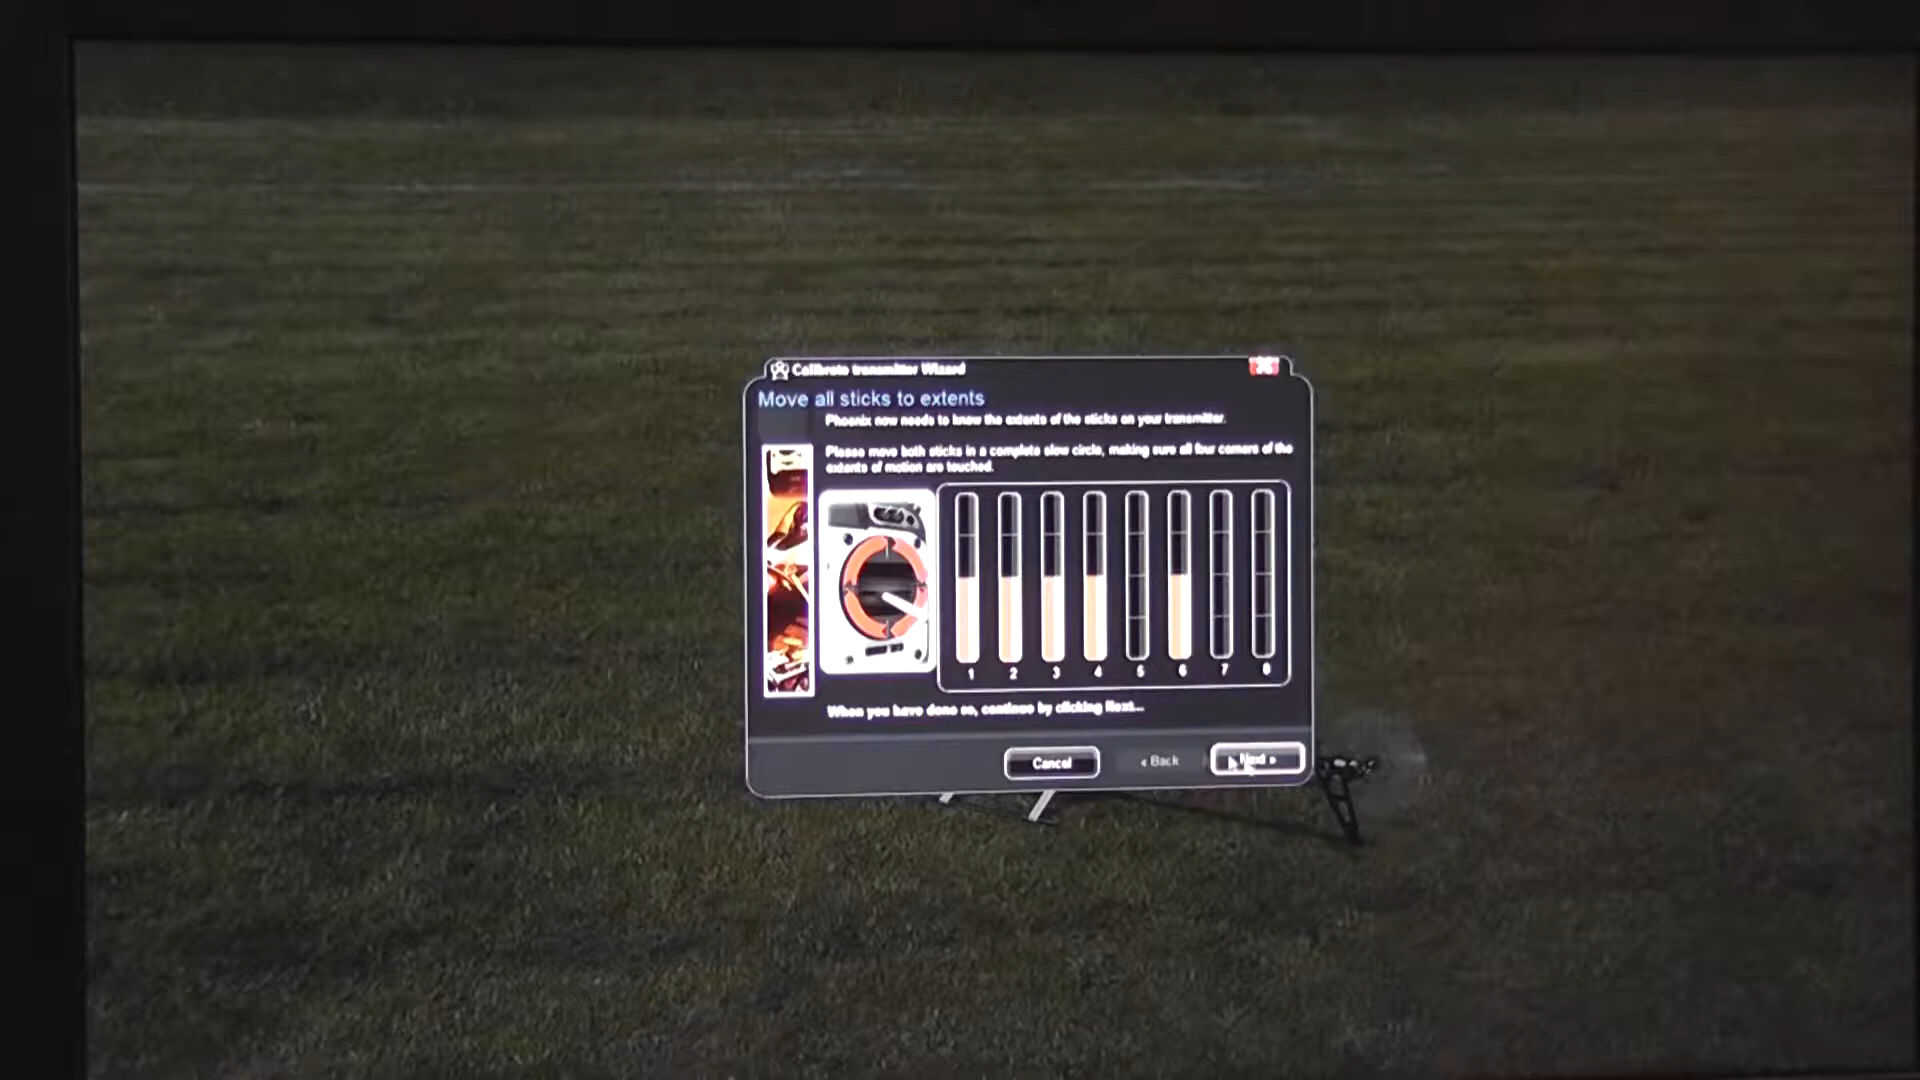 Calibrate transmitter Wizard
Move all sticks to extents
Phoenix now needs to know the extents of the sticks on your transmitter.
Please move both sticks in a complete slow circle, making sure all four corners of the
extents of motion are touched.
1 2 3 4 5 6 7 8
When you have done so, continue by clicking Next...
Cancel
« Back
Next »